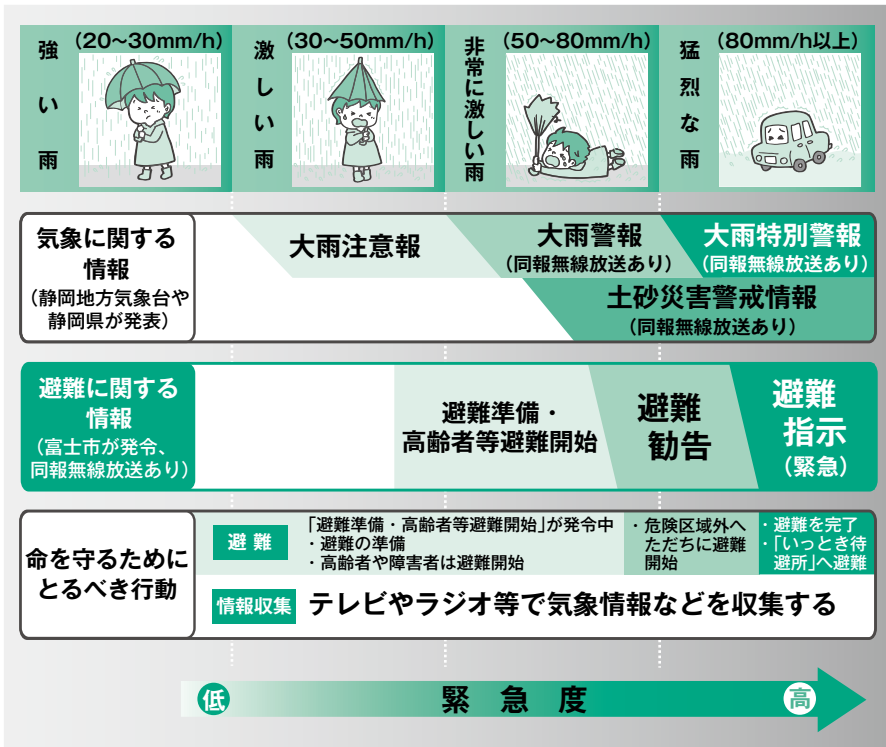 強い雨
(20〜30mm/h)
激しい雨
(30〜50mm/h)
非常に激しい雨
(50〜80mm/h)
猛烈な雨
(80mm/h以上)
気象に関する
情報
(静岡地方気象台や
静岡県が発表)
大雨注意報
大雨警報
(同報無線放送あり)
大雨特別警報
(同報無線放送あり)
土砂災害警戒情報
(同報無線放送あり)
避難に関する
情報
(富士市が発令、
同報無線放送あり)
避難準備・
高齢者等避難開始
避難
勧告
避難
指示
(緊急)
命を守るために
とるべき行動
避難
「避難準備・高齢者等避難開始」が発令中
・避難の準備
・高齢者や障害者は避難開始
・危険区域外へ
ただちに避難
開始
・避難を完了
・「いっとき待
避所」へ避難
情報収集
テレビやラジオ等で気象情報などを収集する
低
緊急度
高